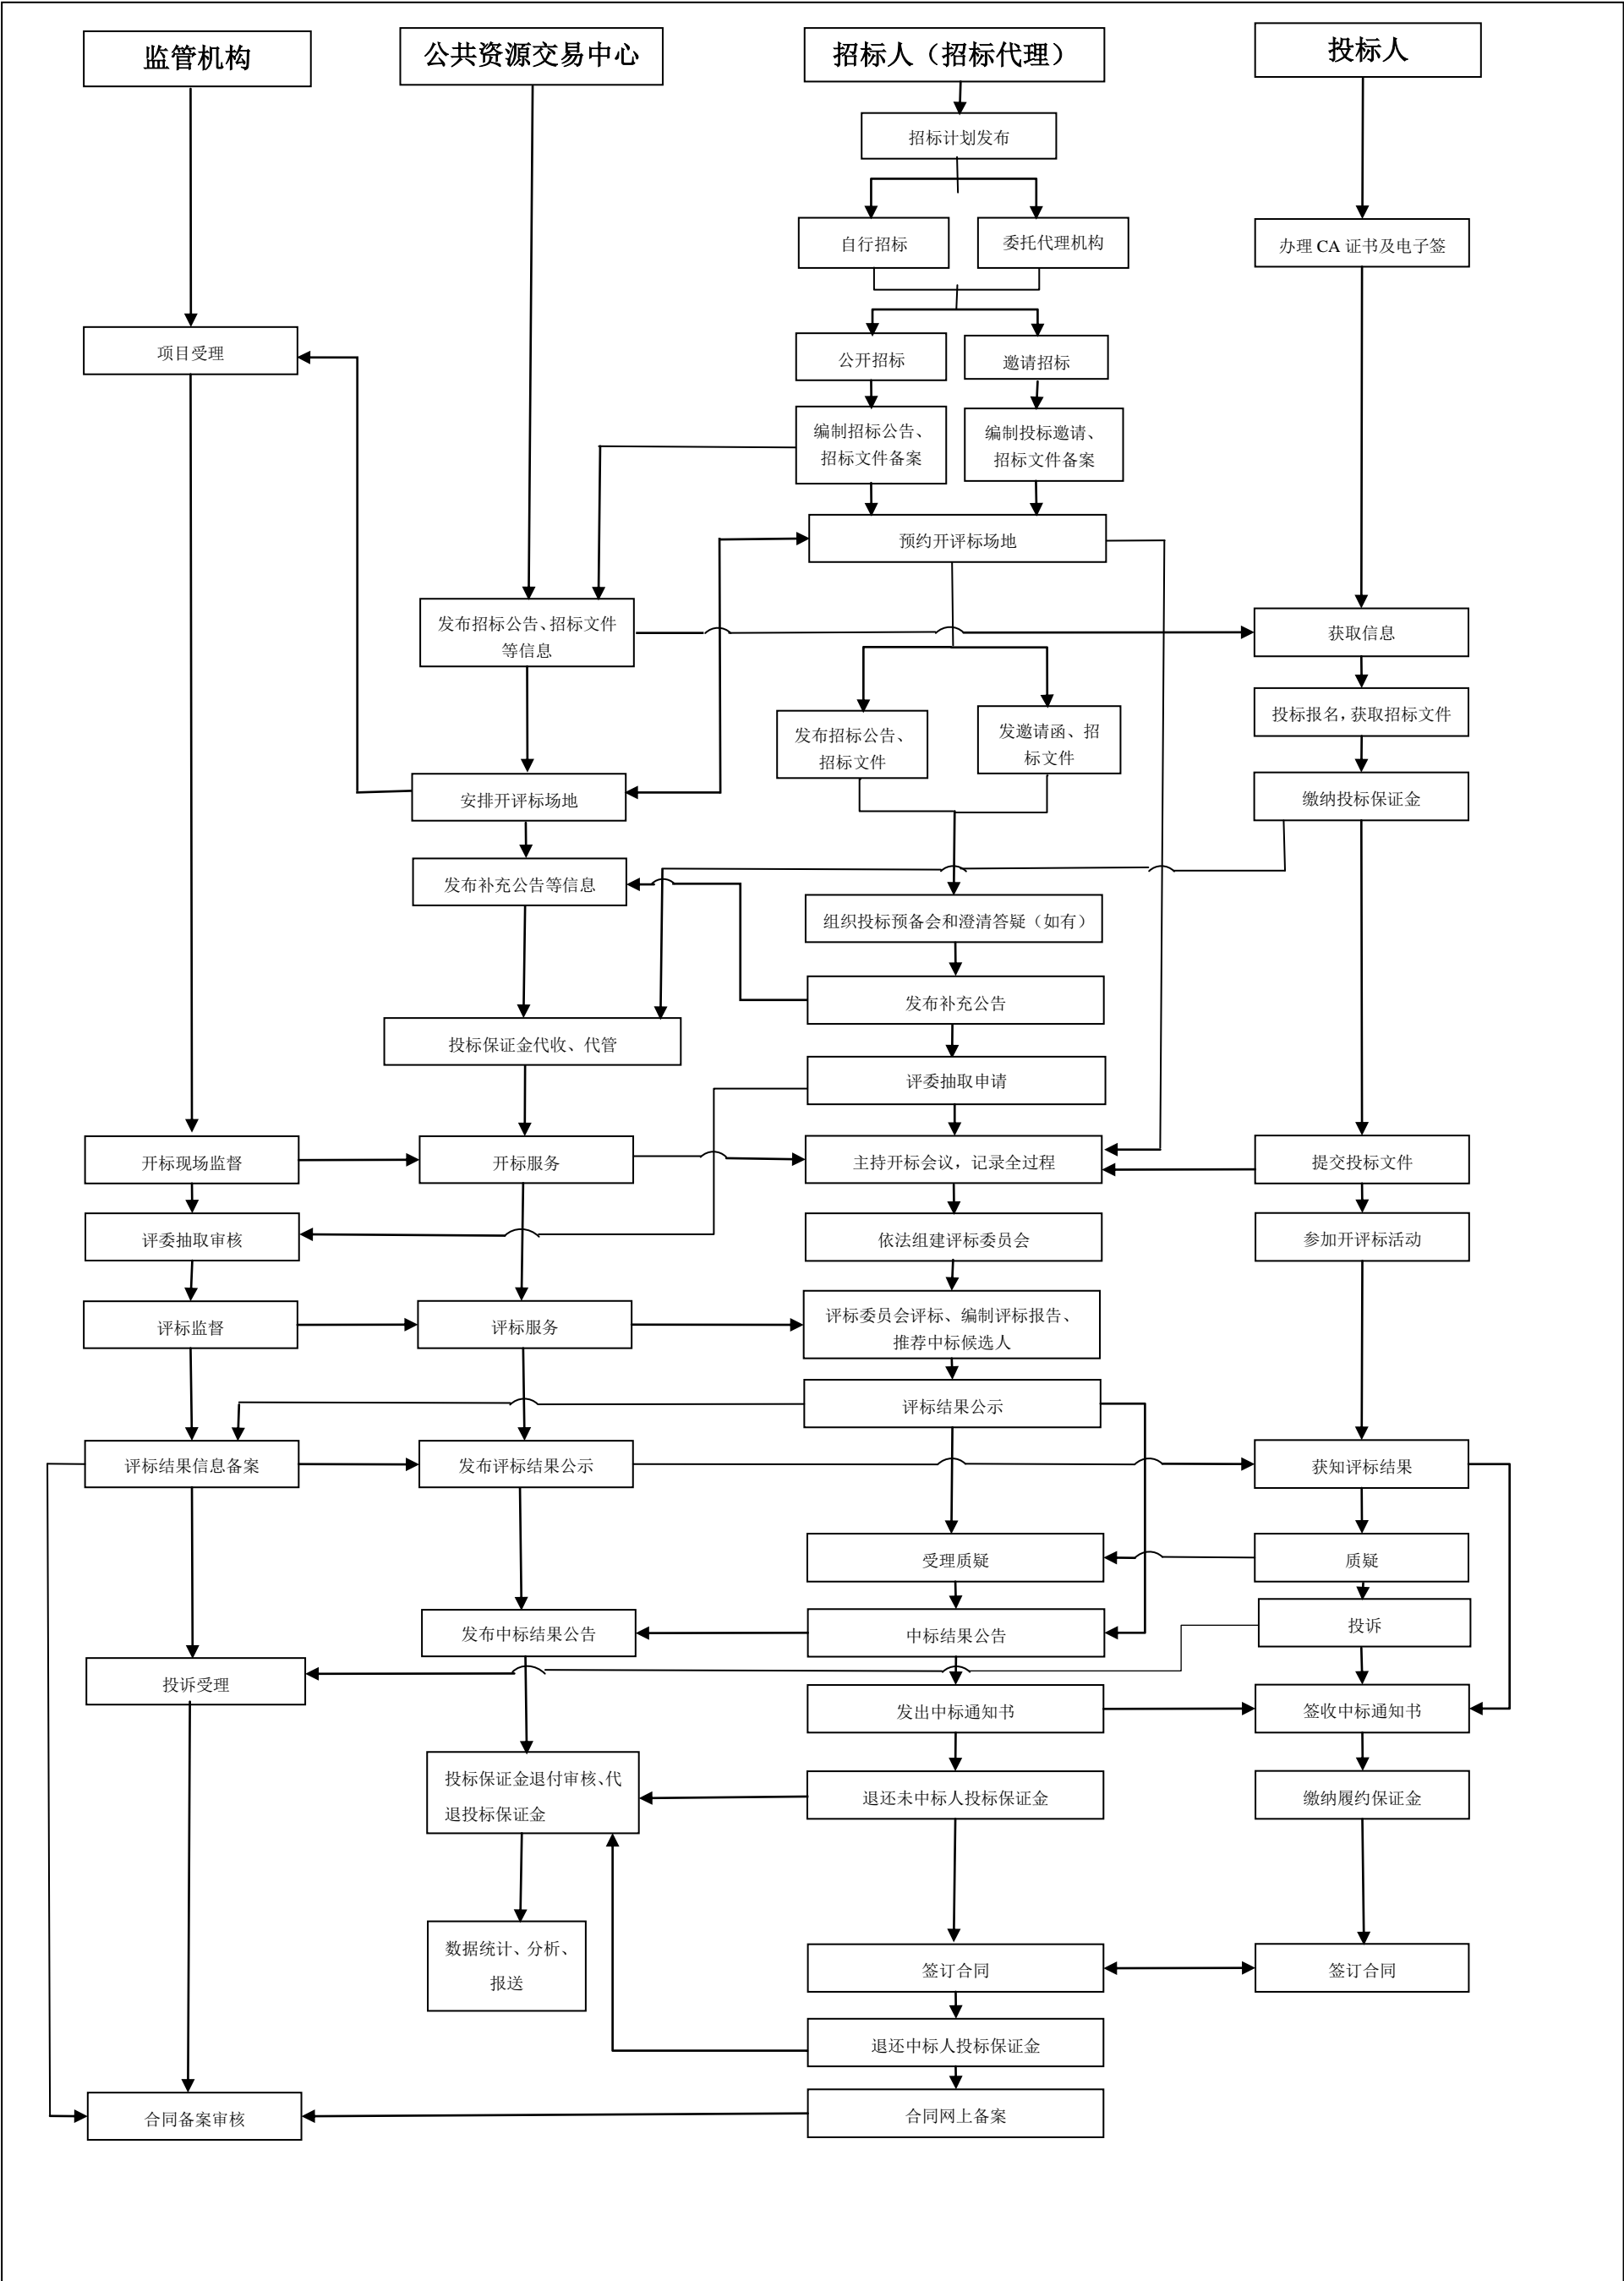 监管机构
公共资源交易中心
招标人（招标代理）
投标人
招标计划发布
自行招标
委托代理机构
办理 CA 证书及电子签
项目受理
公开招标
邀请招标
编制招标公告、
招标文件备案
编制投标邀请、
招标文件备案
预约开评标场地
发布招标公告、招标文件
等信息
获取信息
投标报名，获取招标文件
发布招标公告、
招标文件
发邀请函、招
标文件
安排开评标场地
缴纳投标保证金
发布补充公告等信息
组织投标预备会和澄清答疑（如有）
发布补充公告
投标保证金代收、代管
评委抽取申请
开标现场监督
开标服务
主持开标会议，记录全过程
提交投标文件
评委抽取审核
依法组建评标委员会
参加开评标活动
评标监督
评标服务
评标委员会评标、编制评标报告、
推荐中标候选人
评标结果公示
评标结果信息备案
发布评标结果公示
获知评标结果
受理质疑
质疑
发布中标结果公告
中标结果公告
投诉
投诉受理
发出中标通知书
签收中标通知书
投标保证金退付审核、代
退投标保证金
退还未中标人投标保证金
缴纳履约保证金
数据统计、分析、
报送
签订合同
签订合同
退还中标人投标保证金
合同备案审核
合同网上备案